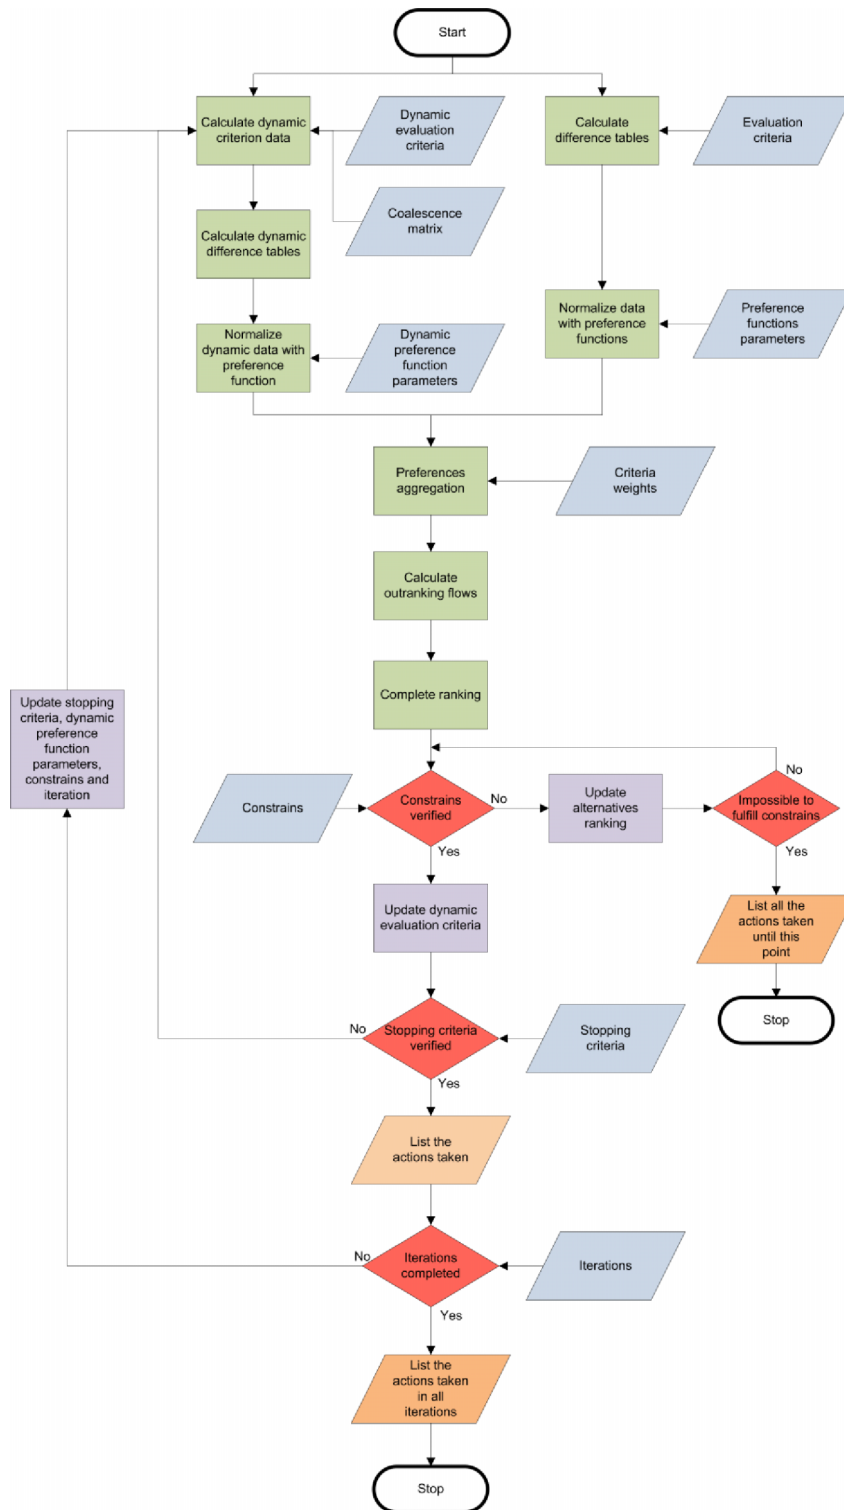 Start
Calculate dynamic
criterion data
Dynamic
evaluation
criteria
Calculate
difference tables
Evaluation
criteria
Coalescence
matrix
Calculate dynamic
difference tables
Normalize
dynamic data with
preference
function
Dynamic
preference
function
parameters
Normalize data
with preference
functions
Preference
functions
parameters
Preferences
aggregation
Criteria
weights
Calculate
outranking flows
Complete ranking
Update stopping
criteria, dynamic
preference
function
parameters,
constrains and
iteration
Constrains
Constrains
verified
No
Update
alternatives
ranking
No
Impossible to
fulfill constrains
Yes
Yes
Update dynamic
evaluation criteria
List all the
actions taken
until this
point
Stop
No
Stopping criteria
verified
Stopping
criteria
Yes
List the
actions taken
No
Iterations
completed
Iterations
Yes
List the
actions taken
in all
iterations
Stop